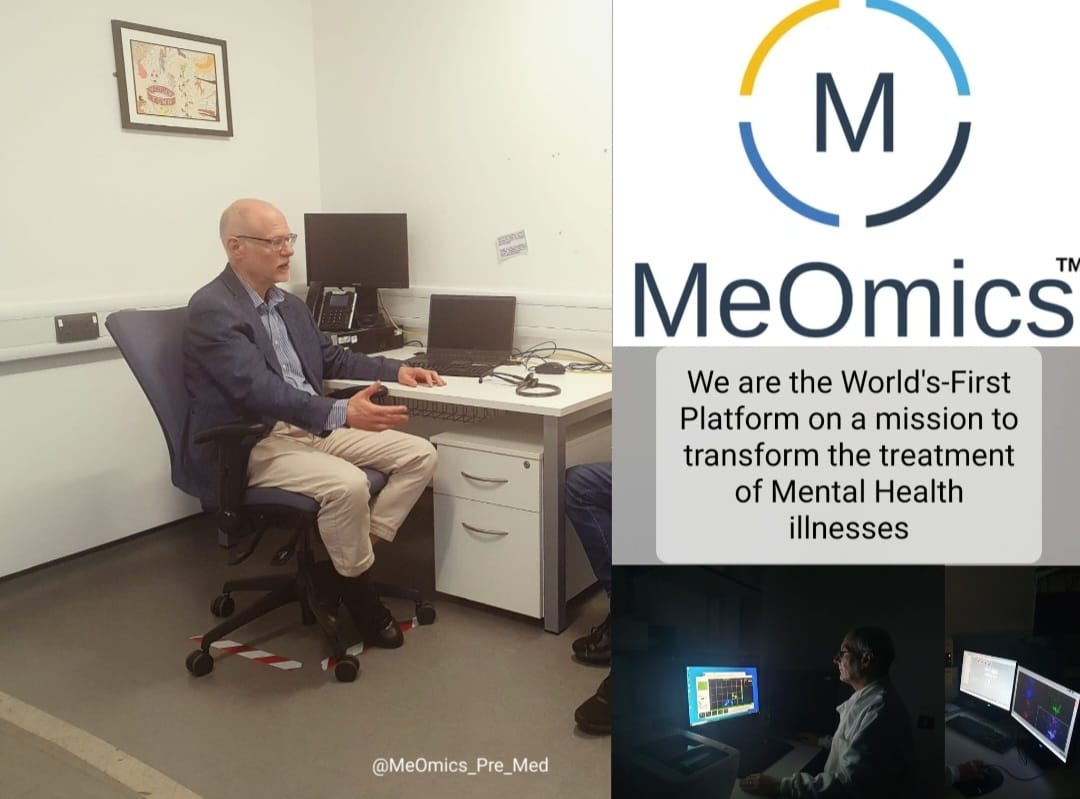 M
MeOmics™
We are the World's-First
Platform on a mission to
transform the treatment
of Mental Health
illnesses
@MeOmics_Pre_Med